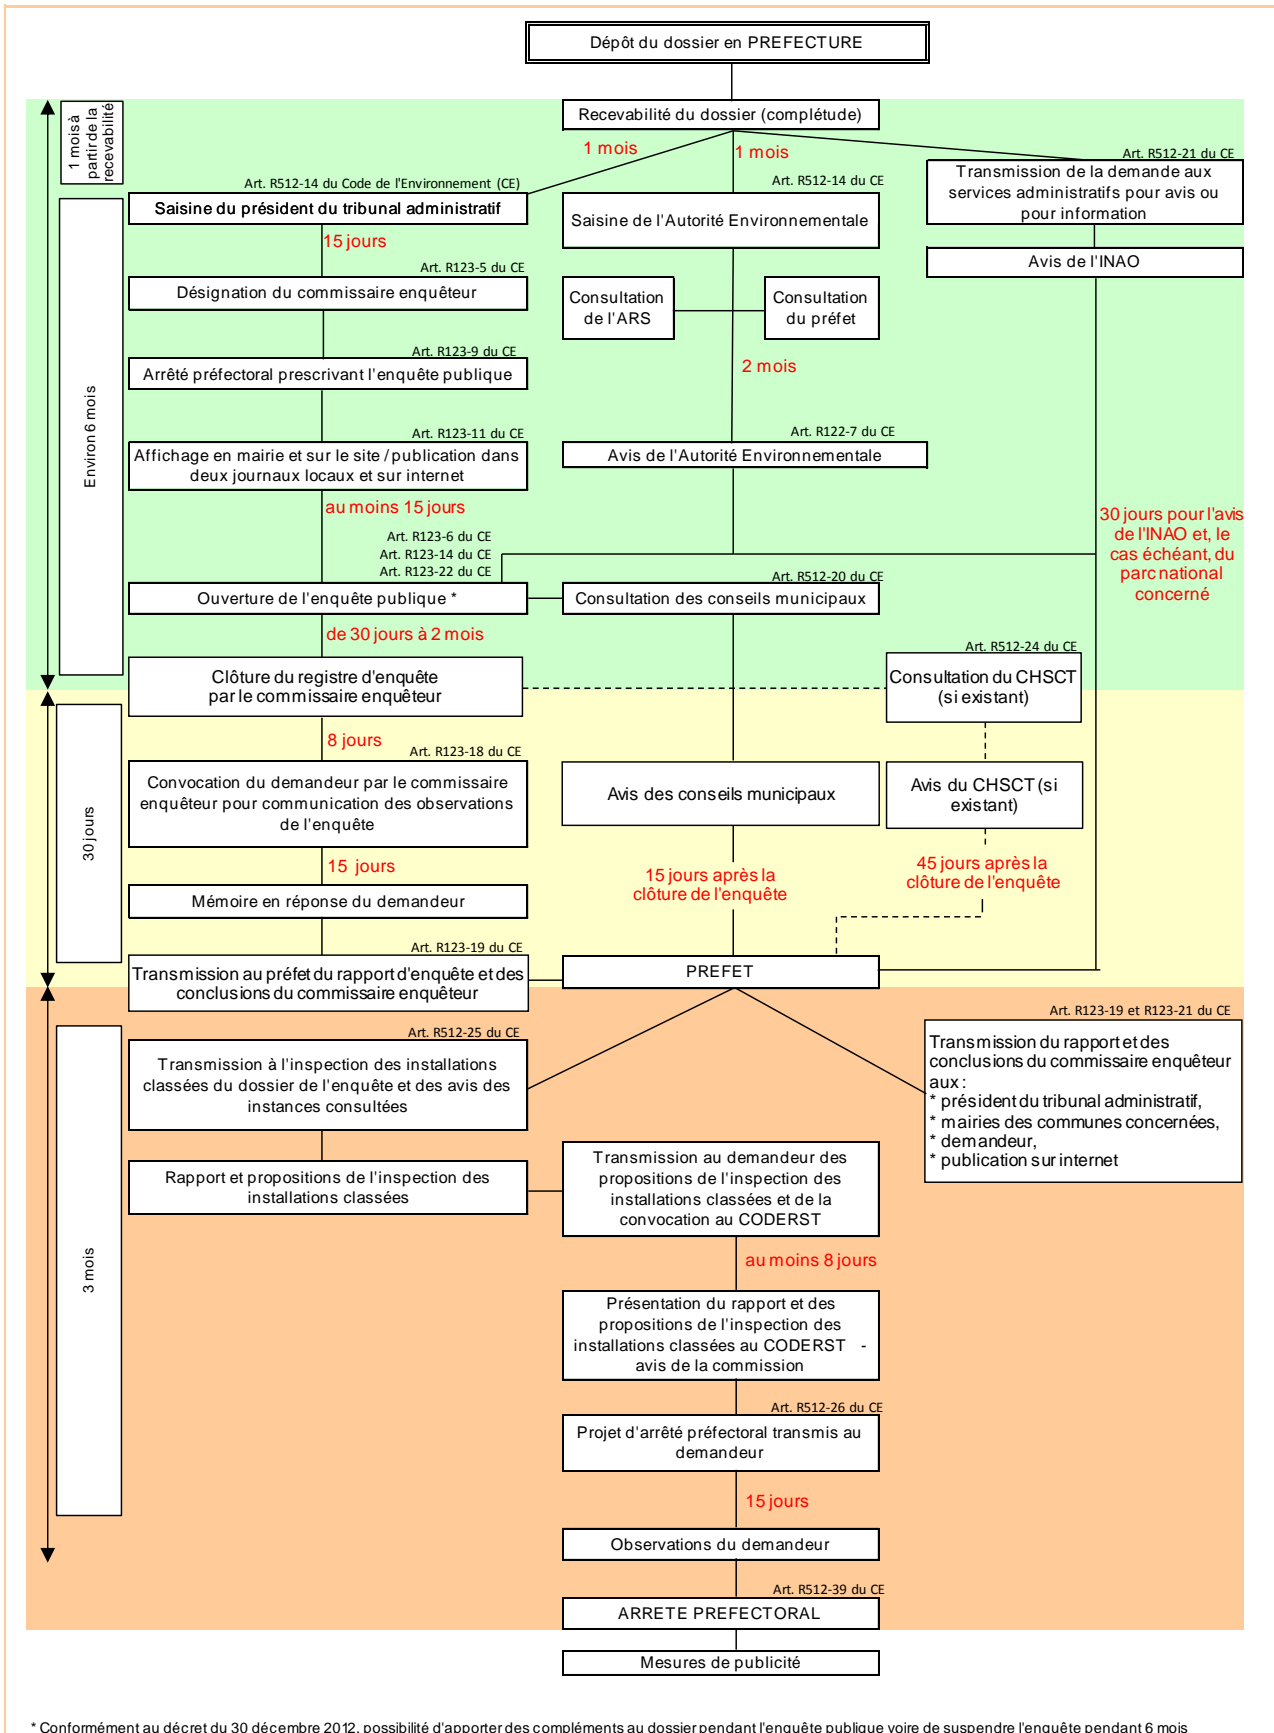 Dépôt du dossier en PREFECTURE
1 mois à
partir de la
recevabilité
Recevabilité du dossier (complétude)
1 mois
1 mois
Art. R512-21 du CE
Transmission de la demande aux
services administratifs pour avis ou
pour information
Art. R512-14 du Code de l'Environnement (CE)
Saisine du président du tribunal administratif
Art. R512-14 du CE
Saisine de l'Autorité Environnementale
15 jours
Avis de l'INAO
Art. R123-5 du CE
Désignation du commissaire enquêteur
Consultation
de l'ARS
Consultation
du préfet
Art. R123-9 du CE
Arrêté préfectoral prescrivant l'enquête publique
2 mois
Environ 6 mois
Art. R123-11 du CE
Affichage en mairie et sur le site / publication dans
deux journaux locaux et sur internet
Art. R122-7 du CE
Avis de l'Autorité Environnementale
au moins 15 jours
30 jours pour l'avis
de l'INAO et, le
cas échéant, du
parc national
concerné
Art. R123-6 du CE
Art. R123-14 du CE
Art. R123-22 du CE
Ouverture de l'enquête publique *
Art. R512-20 du CE
Consultation des conseils municipaux
de 30 jours à 2 mois
Clôture du registre d'enquête
par le commissaire enquêteur
Art. R512-24 du CE
Consultation du CHSCT
(si existant)
30 jours
8 jours
Art. R123-18 du CE
Convocation du demandeur par le commissaire
enquêteur pour communication des observations
de l'enquête
Avis des conseils municipaux
Avis du CHSCT (si
existant)
15 jours
15 jours après la
clôture de l'enquête
45 jours après la
clôture de l'enquête
Mémoire en réponse du demandeur
Art. R123-19 du CE
Transmission au préfet du rapport d'enquête et des
conclusions du commissaire enquêteur
PREFET
3 mois
Art. R512-25 du CE
Transmission à l'inspection des installations
classées du dossier de l'enquête et des avis des
instances consultées
Art. R123-19 et R123-21 du CE
Transmission du rapport et des
conclusions du commissaire enquêteur
aux :
* président du tribunal administratif,
* mairies des communes concernées,
* demandeur,
* publication sur internet
Rapport et propositions de l'inspection des
installations classées
Transmission au demandeur des
propositions de l'inspection des
installations classées et de la
convocation au CODERST
au moins 8 jours
Présentation du rapport et des
propositions de l'inspection des
installations classées au CODERST -
avis de la commission
Art. R512-26 du CE
Projet d'arrêté préfectoral transmis au
demandeur
15 jours
Observations du demandeur
Art. R512-39 du CE
ARRETE PREFECTORAL
Mesures de publicité
* Conformément au décret du 30 décembre 2012, possibilité d'apporter des compléments au dossier pendant l'enquête publique voire de suspendre l'enquête pendant 6 mois